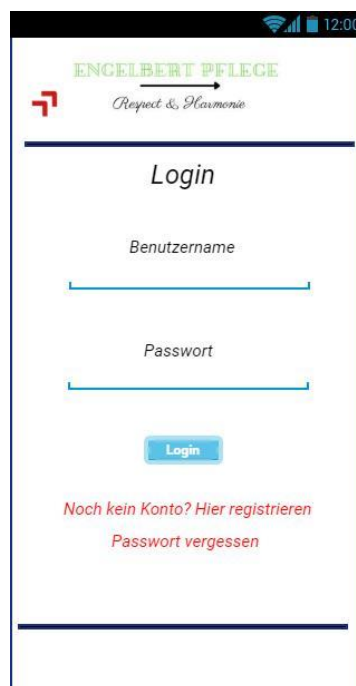 12:00
ENGELBERT PFLEGE
Respect & Harmonie
Login
Benutzername
Passwort
Login
Noch kein Konto? Hier registrieren
Passwort vergessen